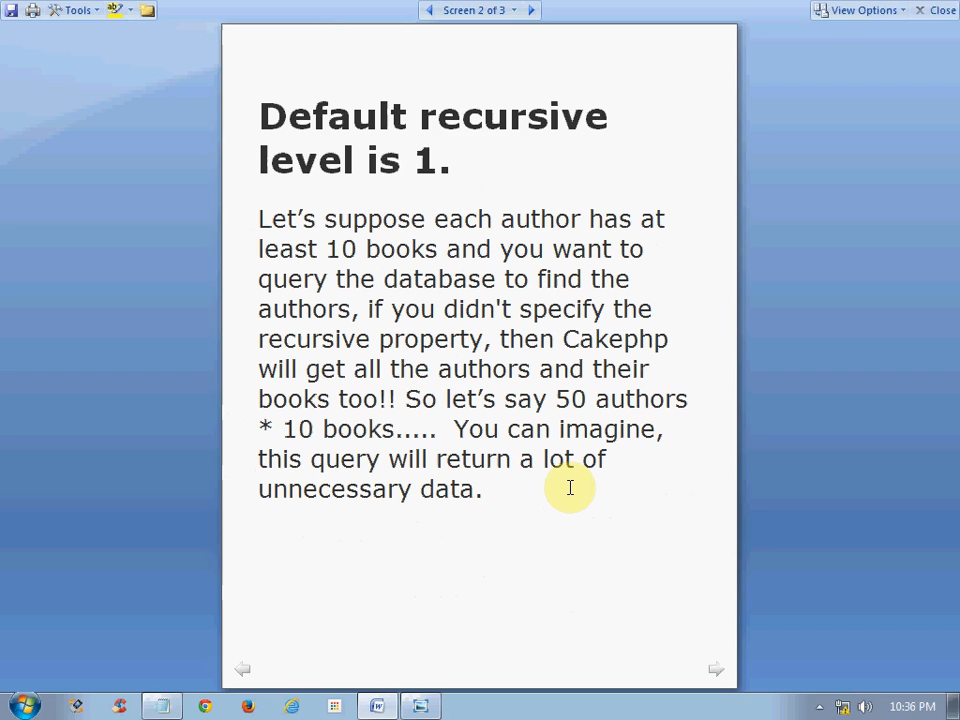 Tools
Screen 2 of 3
View Options
Close
Default recursive
level is 1.
Let’s suppose each author has at
least 10 books and you want to
query the database to find the
authors, if you didn't specify the
recursive property, then Cakephp
will get all the authors and their
books too!! So let’s say 50 authors
* 10 books..... You can imagine,
this query will return a lot of
unnecessary data.
10:36 PM